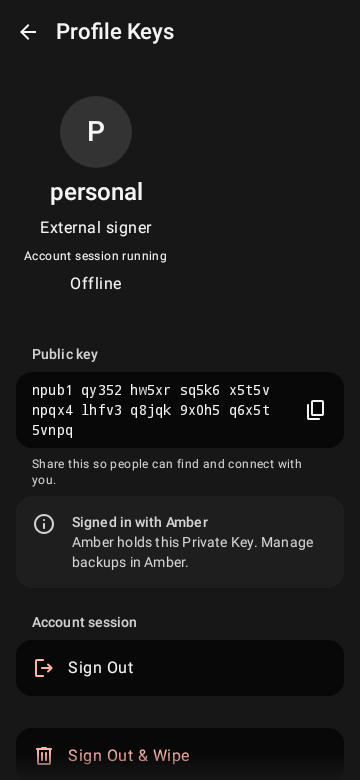 Profile Keys
P
personal
External signer
Account session running
Offline
Public key
npub1 qy352 hw5xr sq5k6 x5t5v
npqx4 lhfv3 q8jqk 9x0h5 q6x5t
5vnpq
Share this so people can find and connect with
you.
Signed in with Amber
Amber holds this Private Key. Manage
backups in Amber.
Account session
Sign Out
Sign Out & Wipe